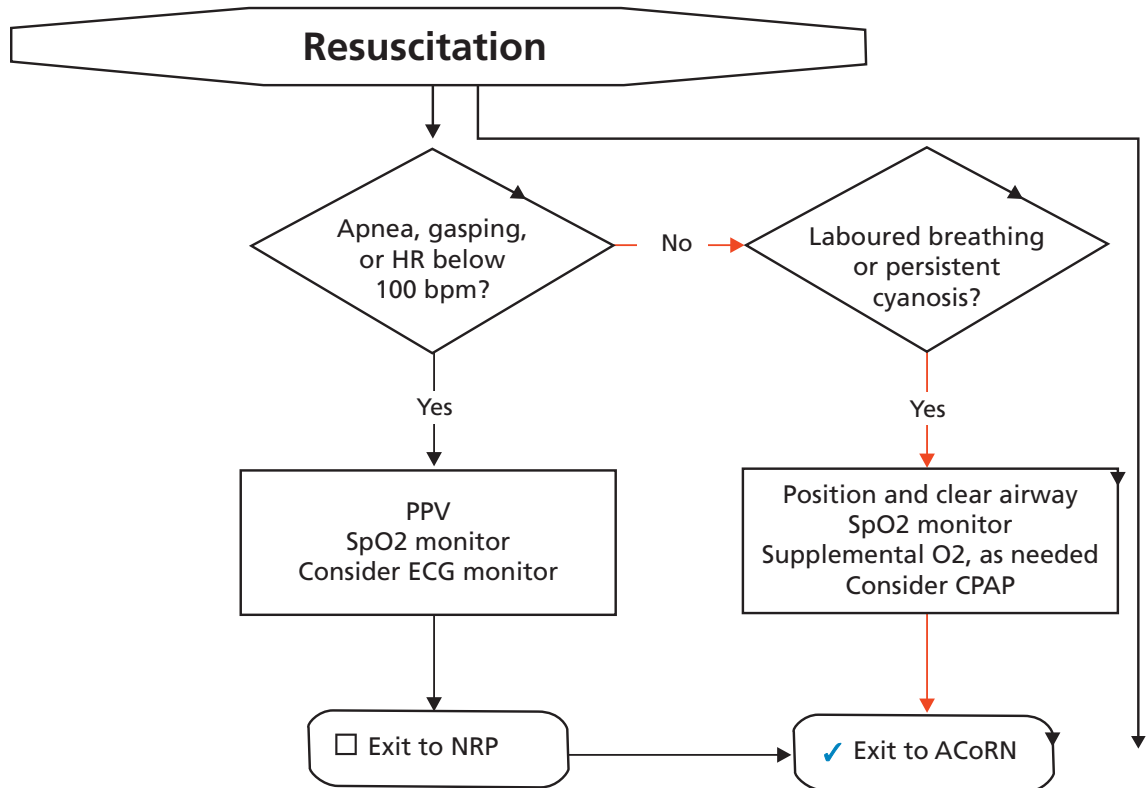 Resuscitation
Apnea, gasping,
or HR below
100 bpm?
No
Laboured breathing
or persistent
cyanosis?
Yes
Yes
PPV
SpO2 monitor
Consider ECG monitor
Position and clear airway
SpO2 monitor
Supplemental O2, as needed
Consider CPAP
☐ Exit to NRP
✓ Exit to ACoRN